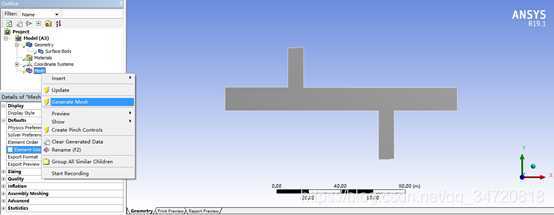 Outline
Filter: Name
Project
Model (A3)
Geometry
Surface Body
Materials
Coordinate Systems
Mesh
Insert
Update
Generate Mesh
Preview
Show
Create Pinch Controls
Clear Generated Data
Rename (F2)
Group All Similar Children
Start Recording
Details of "Mesh
Display
Display Style
Defaults
Physics Preference
Solver Preference
Element Order
Element Size
Export Format
Export Preview
Sizing
Quality
Inflation
Assembly Meshing
Advanced
Statistics
ANSYS
R19.1
0.00
40.00
80.00 (m)
20.00
60.00
Y
X
Geometry Print Preview Report Preview
https://blog.csdn.net/qq_34720818